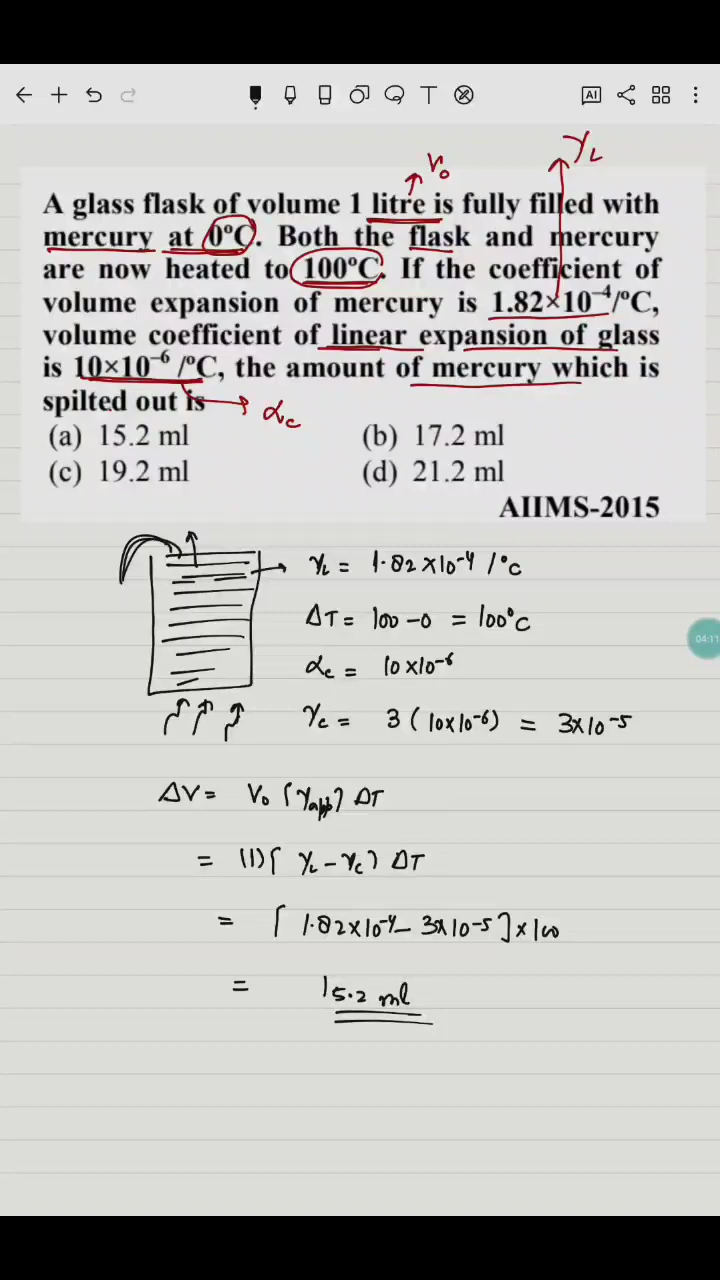 V₀
γL
A glass flask of volume 1 litre is fully filled with
mercury at 0°C. Both the flask and mercury
are now heated to 100°C. If the coefficient of
volume expansion of mercury is 1.82×10⁻⁴/°C,
volume coefficient of linear expansion of glass
is 10×10⁻⁶ /°C, the amount of mercury which is
spilted out is
αc
(a) 15.2 ml (b) 17.2 ml
(c) 19.2 ml (d) 21.2 ml
AIIMS-2015
γL = 1.82×10⁻⁴ /°C
ΔT = 100-0 = 100°C
αc = 10×10⁻⁶
γc = 3(10×10⁻⁶) = 3×10⁻⁵
ΔV = V₀ [γapp] ΔT
= (1)[γL - γc] ΔT
= [1.82×10⁻⁴ - 3×10⁻⁵]×100
= 15.2 ml
AI
T
04:11